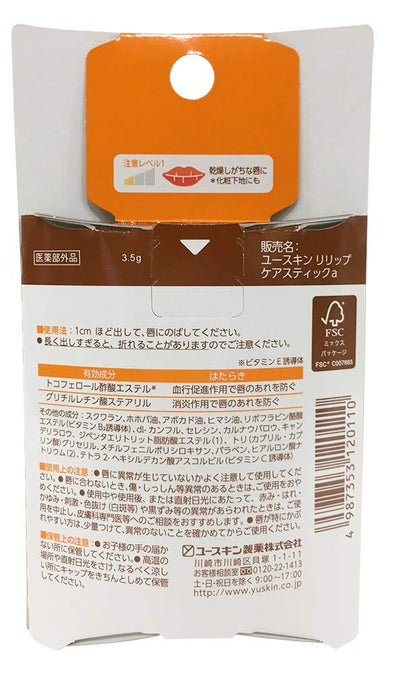 注意レベル1
乾燥しがちな唇に
*化粧下地にも
医薬部外品
3.5g
販売名：
ユースキン リリップ
ケアスティックa
■使用法：1cm ほど出して、唇にのばしてください。
●長く出しすぎると、折れることがありますのでご注意ください。
※ビタミンE誘導体
有効成分 はたらき
トコフェロール酢酸エステル※ 血行促進作用で唇のあれを防ぐ
グリチルレチン酸ステアリル 消炎作用で唇のあれを防ぐ
その他の成分：スクワラン、ホホバ油、アボカド油、ヒマシ油、リボフラビン酪酸
エステル(ビタミンB₂誘導体)、dl-カンフル、セレシン、カルナウバロウ、キャン
デリラロウ、ジペンタエリトリット脂肪酸エステル(1)、トリ(カプリル・カプ
リン酸)グリセリル、メチルフェニルポリシロキサン、パラベン、ヒアルロン酸ナ
トリウム(2)、テトラ2-ヘキシルデカン酸アスコルビル(ビタミンC誘導体)
■使用上の注意：●唇に異常が生じていないかよく注意して使用してく
ださい。●唇に合わないとき、傷・しっしん等異常のあるときは、ご使用をおや
めください。●使用中や使用後、または直射日光にあたって、赤み・はれ・
かゆみ・刺激・色抜け(白斑等)や黒ずみ等の異常があらわれたときは、ご使
用を中止し、皮膚科専門医等へのご相談をおすすめします。●唇が特にかぶ
れやすい方は、少量つけて、異常のないことを確かめてからご使用ください。
■保管上の注意：●お子様の手の届か
ない所に保管してください。●高温の
場所や直射日光をさけ、なるべく涼し
い所にキャップをきちんとしめて保管
してください。
ユースキン製薬株式会社
川崎市川崎区貝塚 1-1-11
お客様相談室 0120-22-1413
土・日・祝日を除く 9:00～17:00
http://www.yuskin.co.jp
FSC
ミックス
パッケージ
FSC® C007865
4987353120110